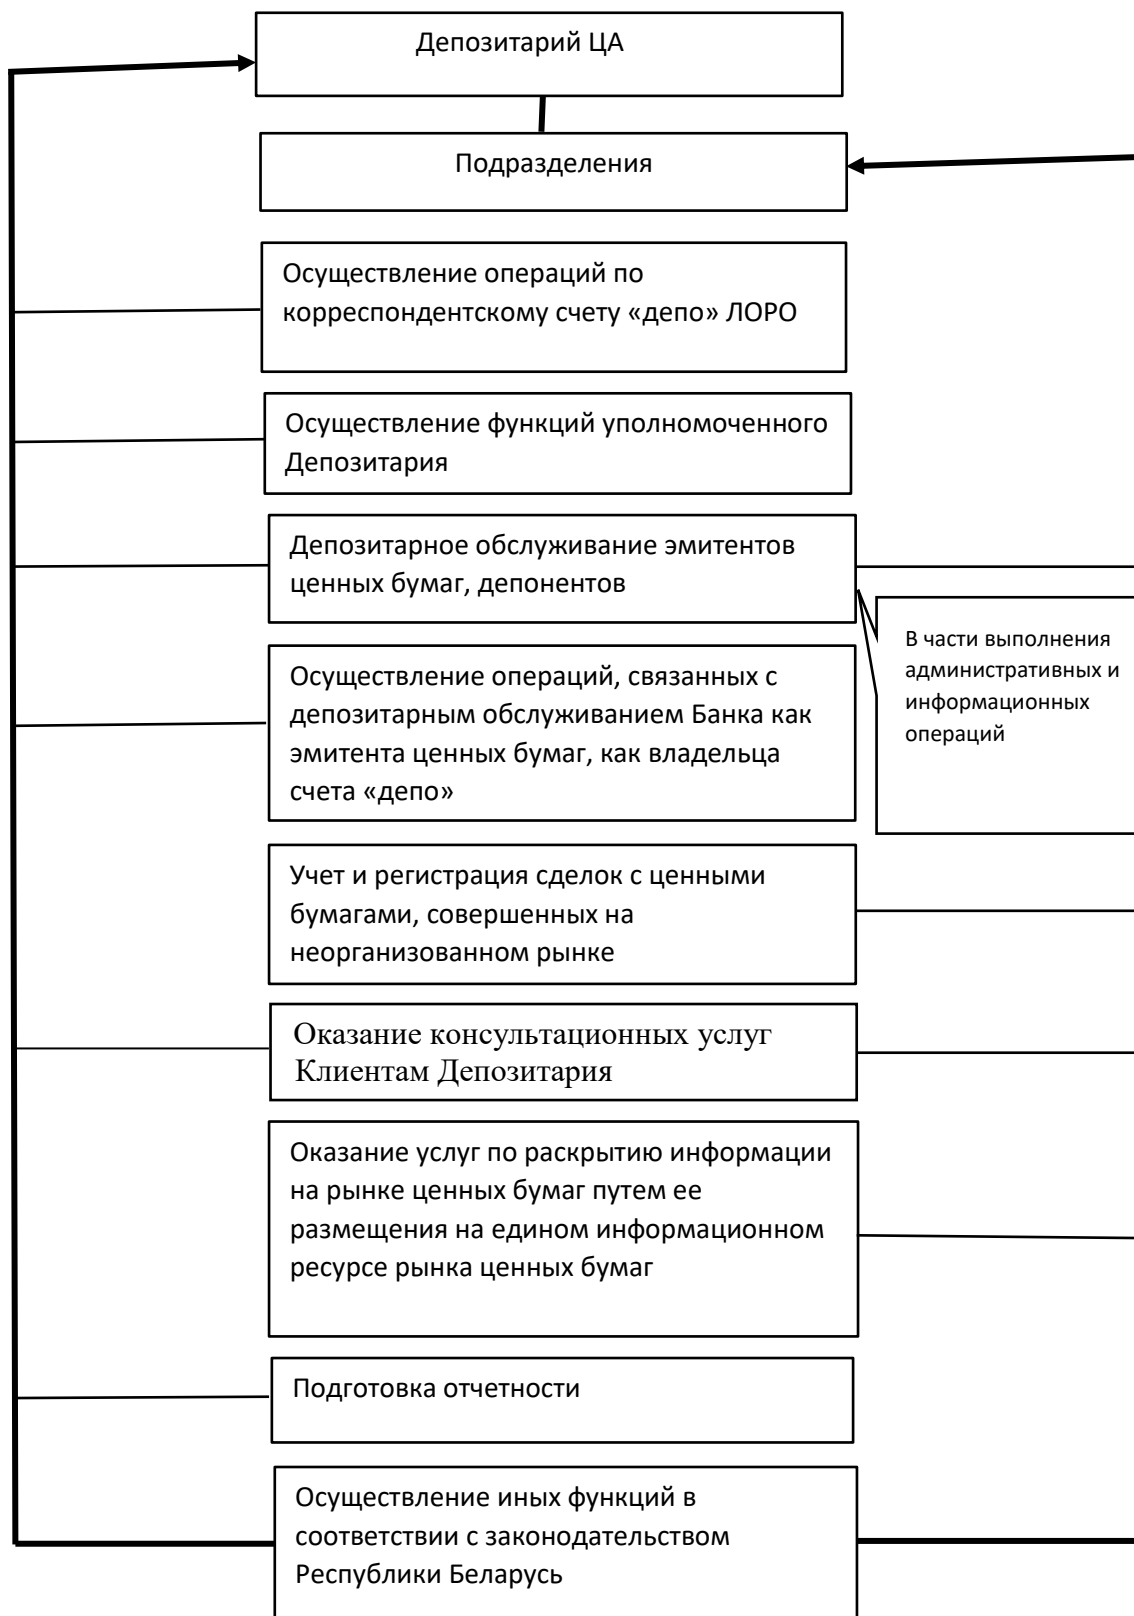 Депозитарий ЦА
Подразделения
Осуществление операций по
корреспондентскому счету «депо» ЛОРО
Осуществление функций уполномоченного
Депозитария
Депозитарное обслуживание эмитентов
ценных бумаг, депонентов
В части выполнения
административных и
информационных
операций
Осуществление операций, связанных с
депозитарным обслуживанием Банка как
эмитента ценных бумаг, как владельца
счета «депо»
Учет и регистрация сделок с ценными
бумагами, совершенных на
неорганизованном рынке
Оказание консультационных услуг
Клиентам Депозитария
Оказание услуг по раскрытию информации
на рынке ценных бумаг путем ее
размещения на едином информационном
ресурсе рынка ценных бумаг
Подготовка отчетности
Осуществление иных функций в
соответствии с законодательством
Республики Беларусь